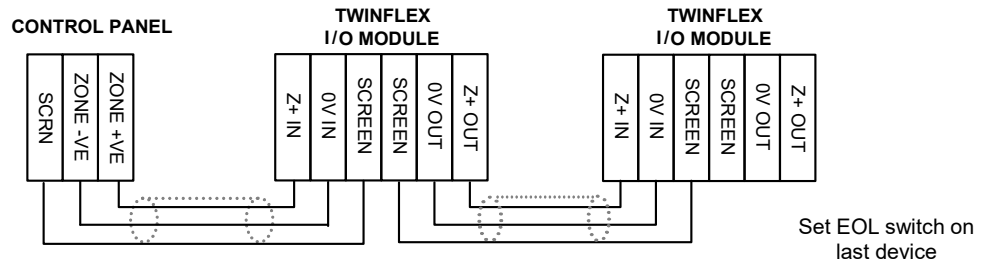 CONTROL PANEL
SCRN
ZONE -VE
ZONE +VE
TWINFLEX
I/O MODULE
Z+ IN
0V IN
SCREEN
SCREEN
0V OUT
Z+ OUT
TWINFLEX
I/O MODULE
Z+ IN
0V IN
SCREEN
SCREEN
0V OUT
Z+ OUT
Set EOL switch on
last device